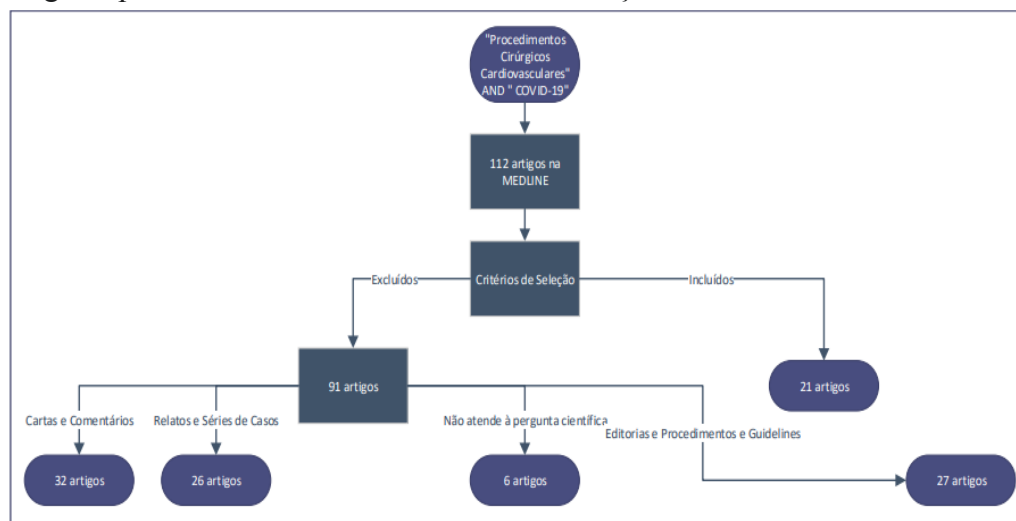 "Procedimentos
Cirúrgicos
Cardiovasculares"
AND " COVID-19"
112 artigos na
MEDLINE
Excluídos
Critérios de Seleção
Incluídos
91 artigos
21 artigos
Cartas e Comentários
Relatos e Séries de Casos
Não atende à pergunta científica
Editorias e Procedimentos e Guidelines
32 artigos
26 artigos
6 artigos
27 artigos